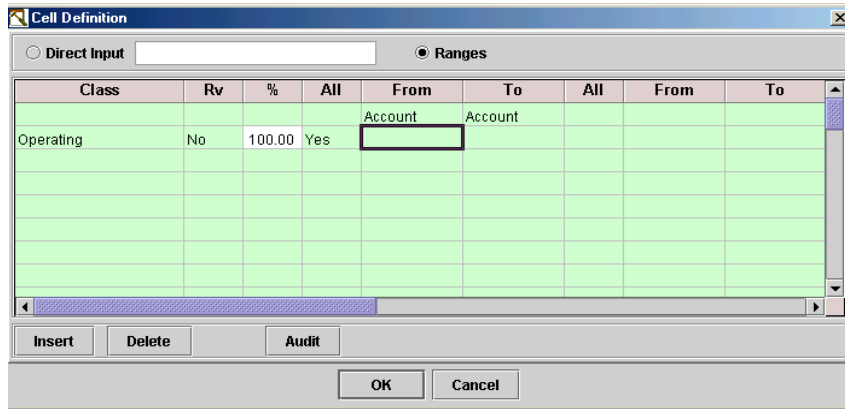 Cell Definition
Direct Input Ranges
Class Rv % All From To All From To
Account Account
Operating No 100.00 Yes
Insert Delete Audit
OK Cancel